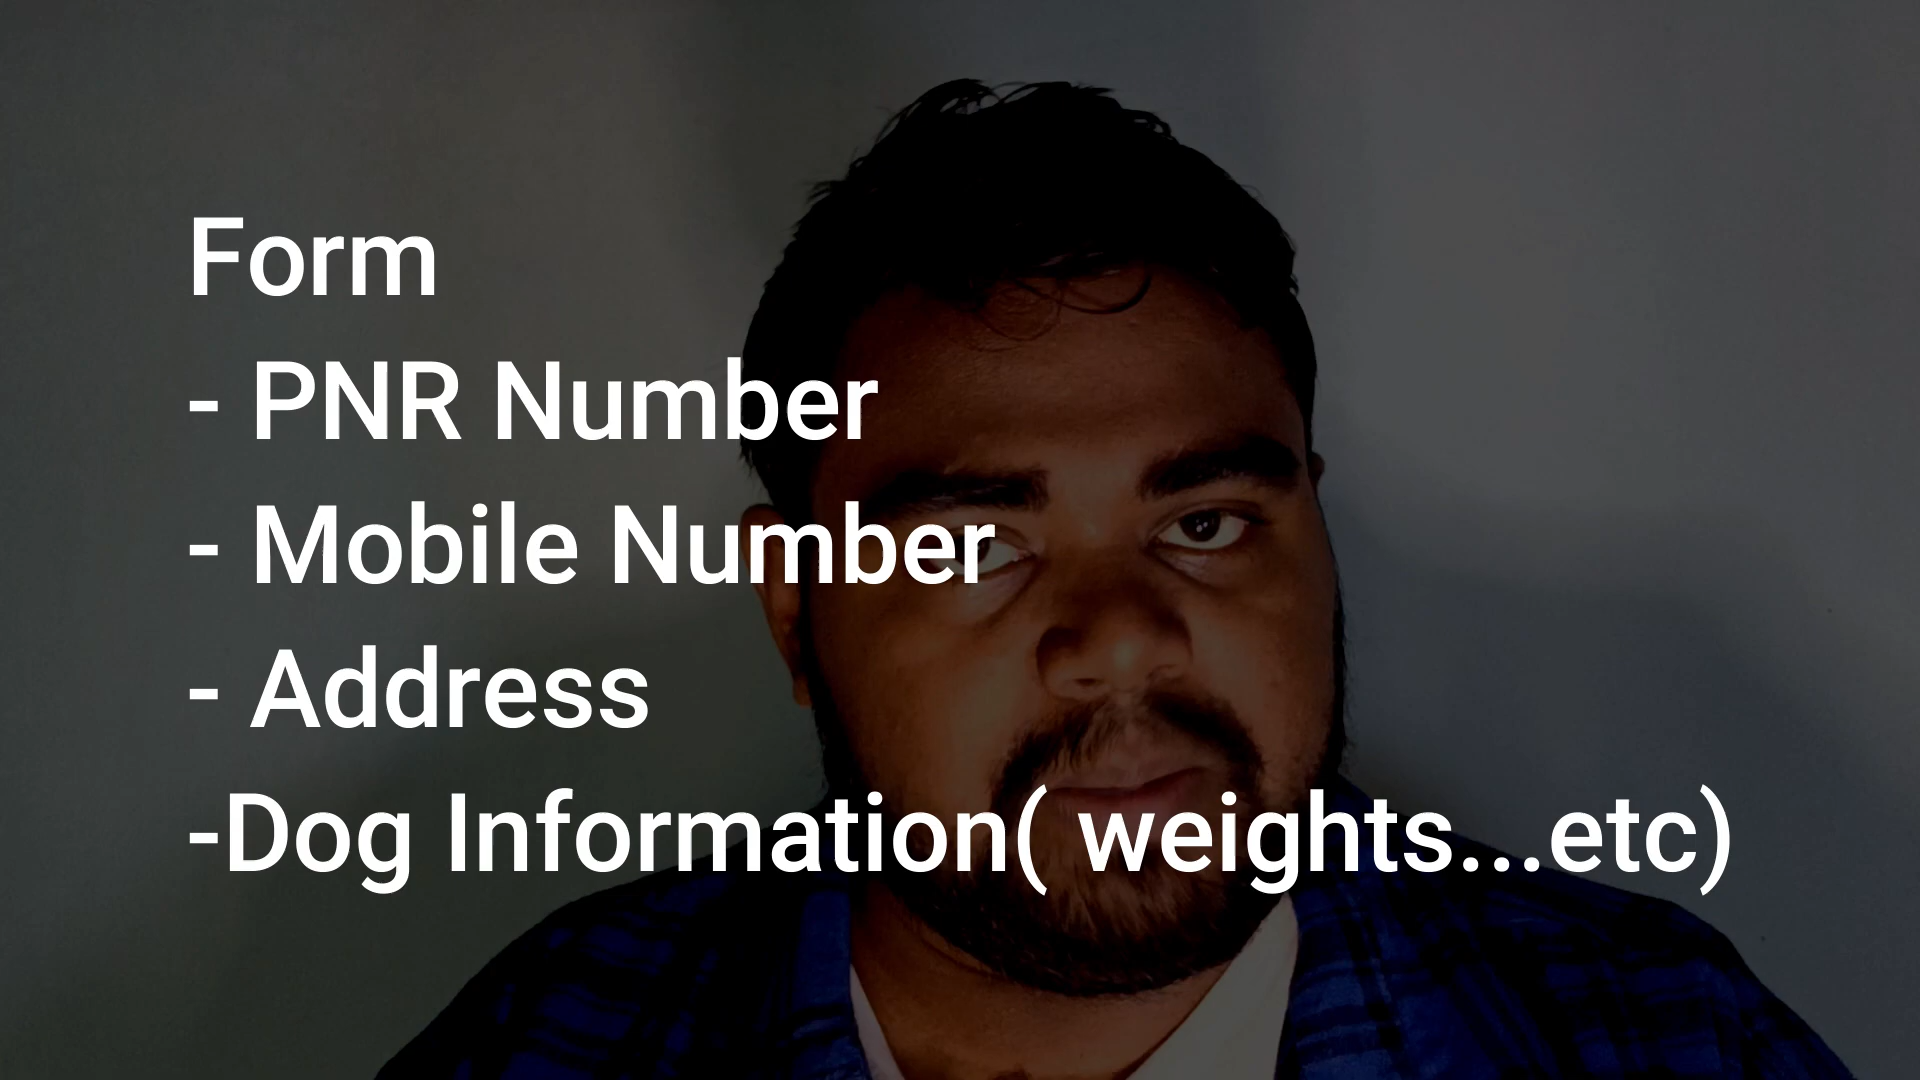 Form
- PNR Number
- Mobile Number
- Address
-Dog Information( weights...etc)